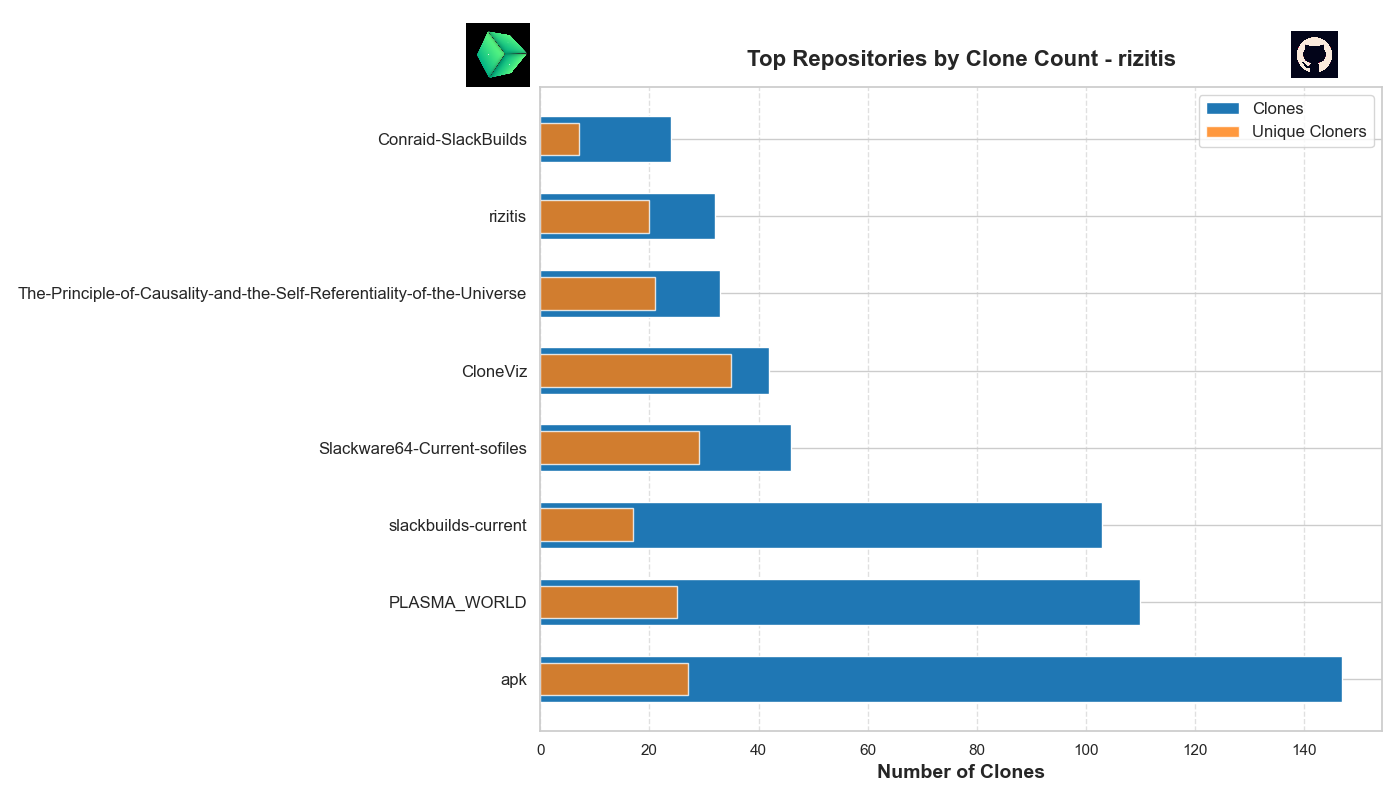 Top Repositories by Clone Count - rizitis
Clones
Unique Cloners
Conraid-SlackBuilds
rizitis
The-Principle-of-Causality-and-the-Self-Referentiality-of-the-Universe
CloneViz
Slackware64-Current-sofiles
slackbuilds-current
PLASMA_WORLD
apk
0 20 40 60 80 100 120 140
Number of Clones